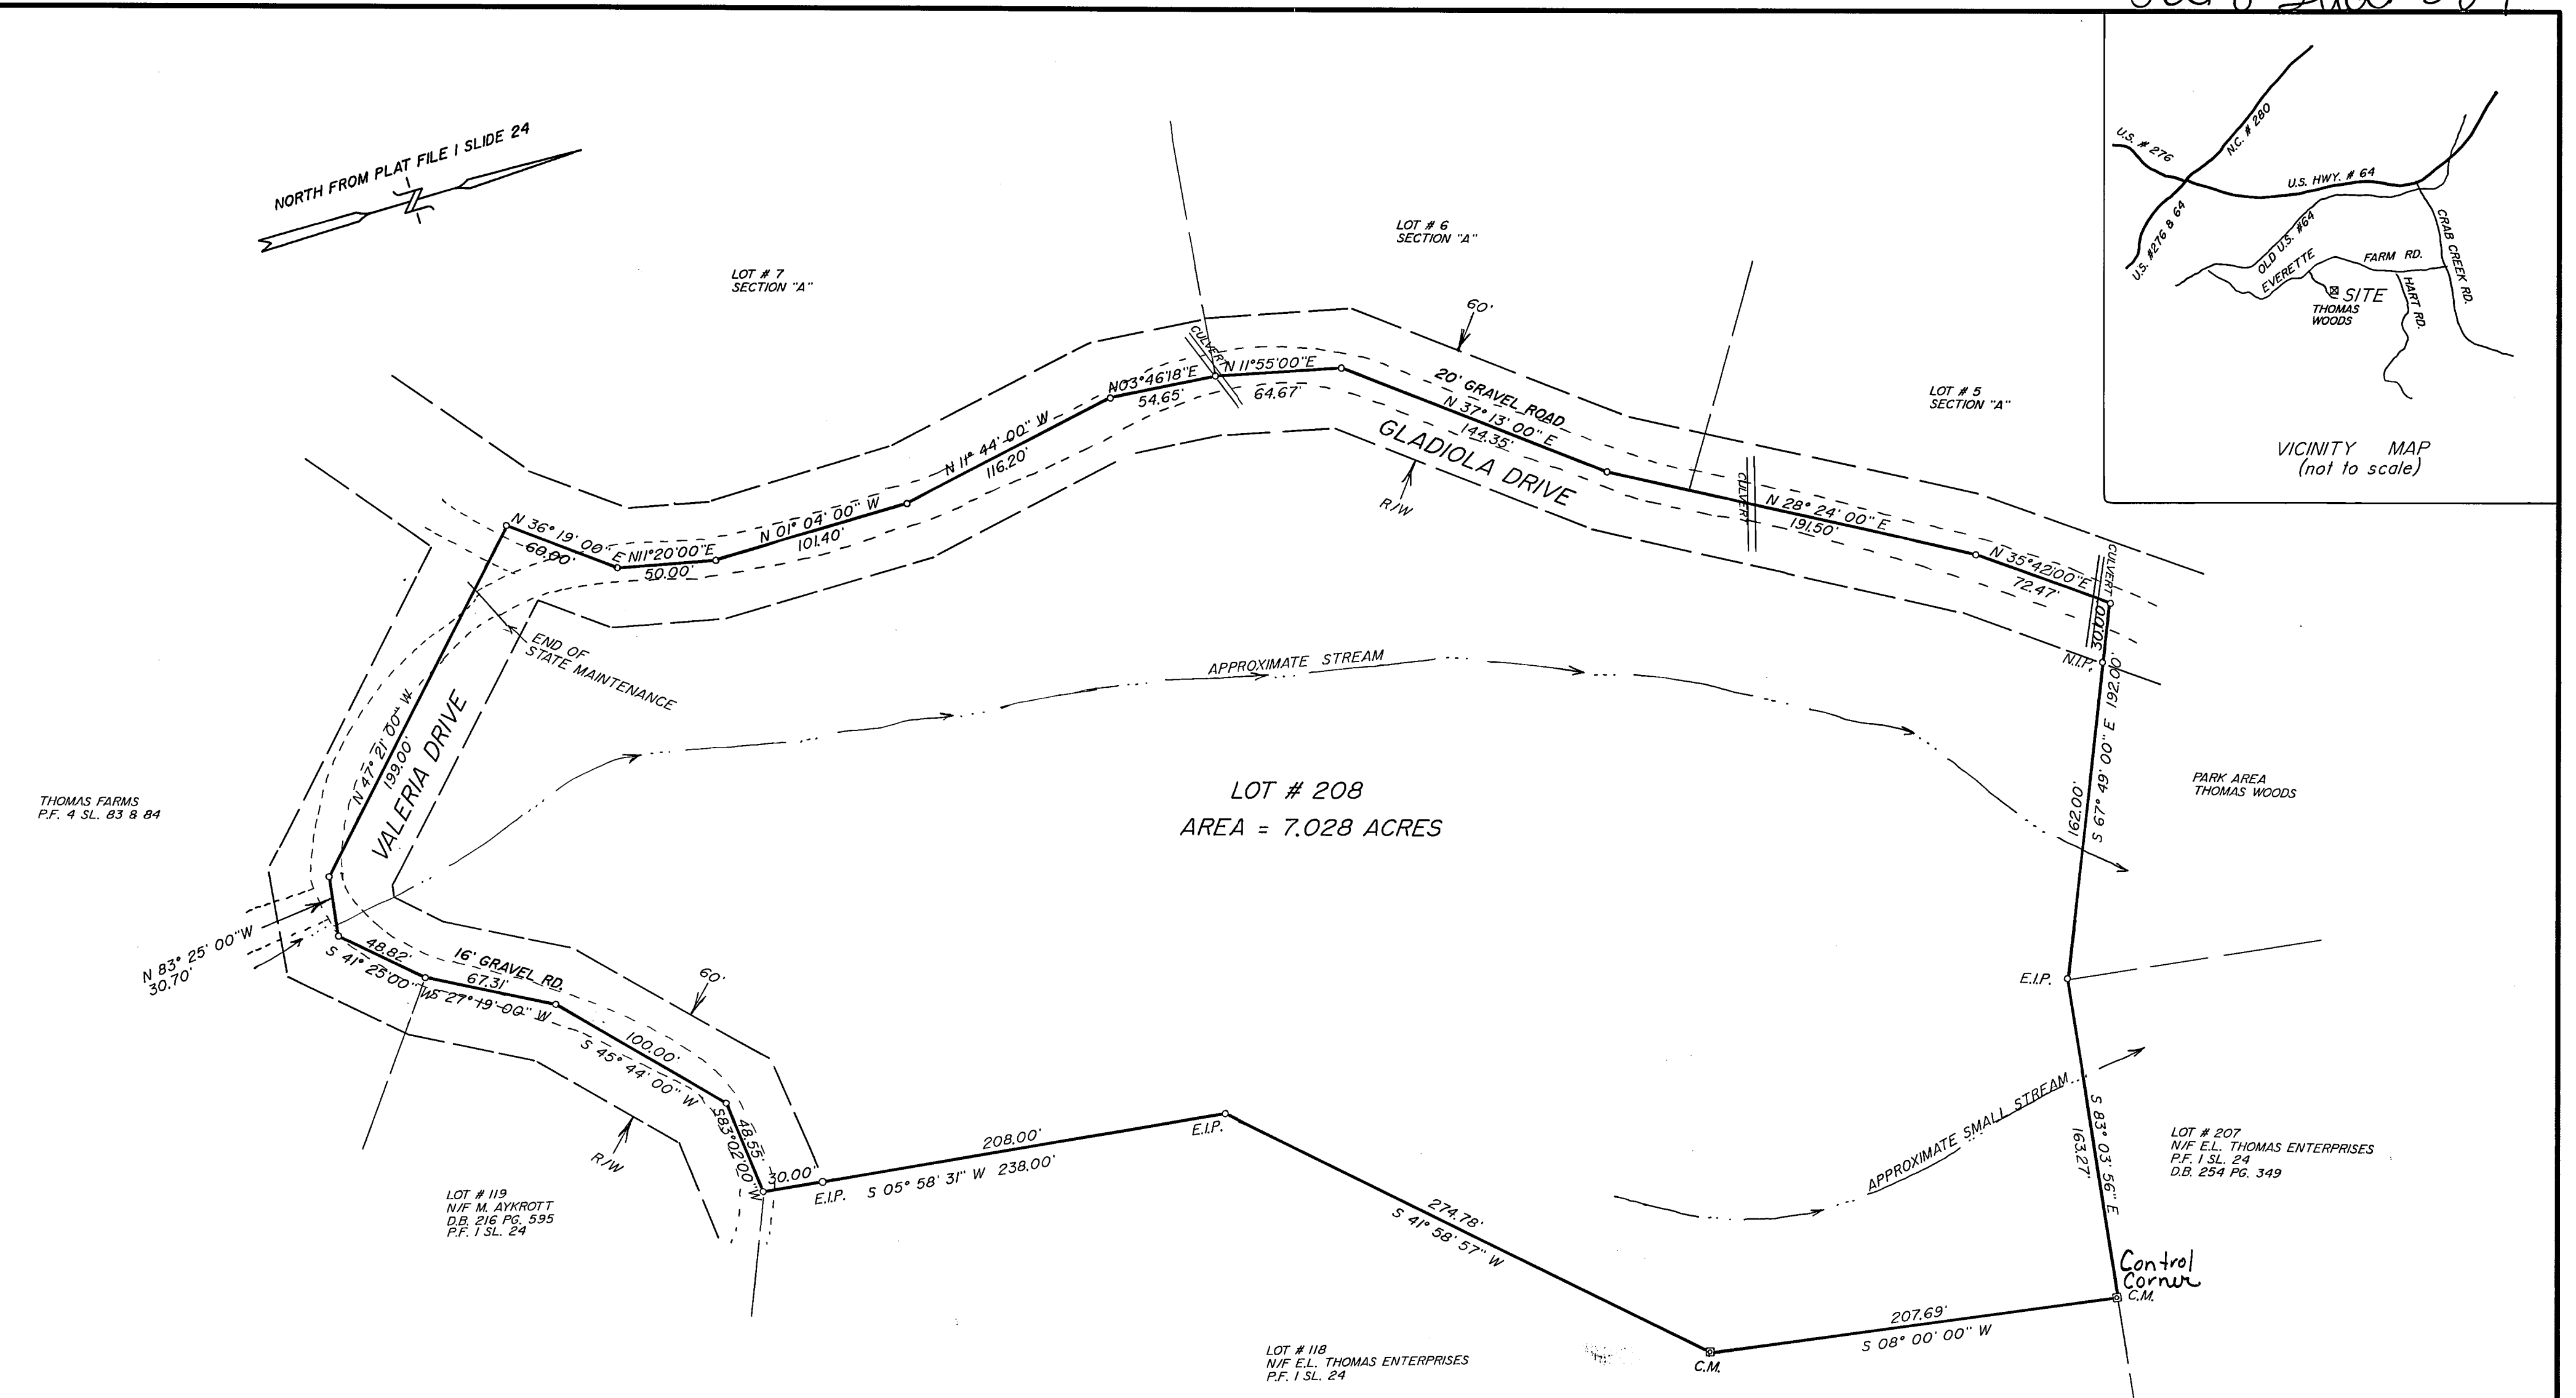 NORTH FROM PLAT FILE 1 SLIDE 24
LOT # 7
SECTION "A"
LOT # 6
SECTION "A"
LOT # 5
SECTION "A"
U.S. # 276
N.C. # 280
U.S. HWY. # 64
U.S. #276 & 64
OLD U.S. #64
EVERETTE
FARM RD.
CRAB CREEK RD.
HART RD.
SITE
THOMAS
WOODS
VICINITY MAP
(not to scale)
60'
CULVERT
N 36° 19' 00" E
60.00'
N11°20'00"E
50.00'
N 01° 04' 00" W
101.40'
N 11° 44' 00" W
116.20'
N03°46'18"E
54.65'
N 11°55'00"E
64.67'
20' GRAVEL ROAD
N 37° 13' 00" E
144.35'
GLADIOLA DRIVE
R/W
CULVERT
N 28° 24' 00" E
191.50'
N 35°42'00"E
72.47'
CULVERT
30.00'
N.I.P.
S 67° 49' 00" E 192.00'
162.00'
END OF
STATE MAINTENANCE
APPROXIMATE STREAM
N 47° 21' 00" W
199.00'
VALERIA DRIVE
LOT # 208
AREA = 7.028 ACRES
THOMAS FARMS
P.F. 4 SL. 83 & 84
PARK AREA
THOMAS WOODS
N 83° 25' 00"W
30.70'
48.82'
S 41° 25'00" W
16' GRAVEL RD.
67.31'
S 27° 19' 00" W
60'
100.00'
S 45° 44' 00" W
R/W
48.55'
S83°02'00"W
30.00'
E.I.P.
208.00'
S 05° 58' 31" W 238.00'
E.I.P.
274.78'
S 41° 58' 57" W
E.I.P.
APPROXIMATE SMALL STREAM
S 83° 03' 56" E
163.27'
LOT # 207
N/F E.L. THOMAS ENTERPRISES
P.F. 1 SL. 24
D.B. 254 PG. 349
LOT # 119
N/F M. AYKROTT
D.B. 216 PG. 595
P.F. 1 SL. 24
Control
Corner
C.M.
207.69'
S 08° 00' 00" W
C.M.
LOT # 118
N/F E.L. THOMAS ENTERPRISES
P.F. 1 SL. 24